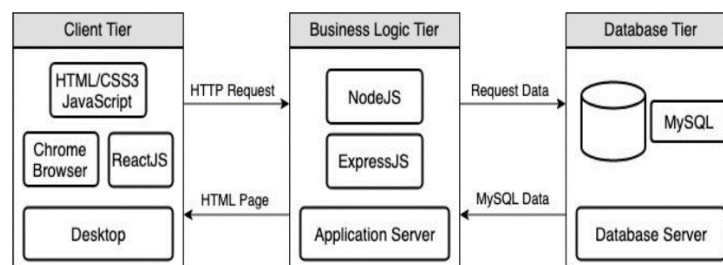 Client Tier
HTML/CSS3
JavaScript
Chrome
Browser
ReactJS
Desktop
HTTP Request
HTML Page
Business Logic Tier
NodeJS
ExpressJS
Application Server
Request Data
MySQL Data
Database Tier
MySQL
Database Server